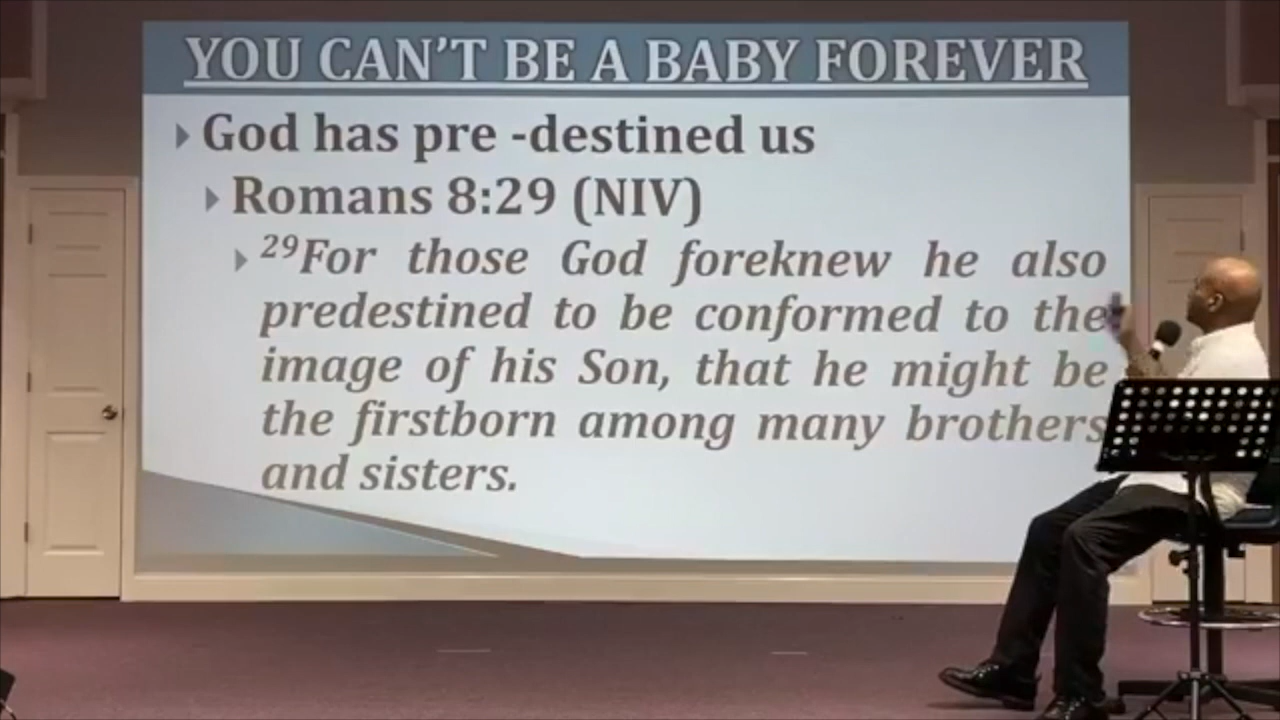 YOU CAN'T BE A BABY FOREVER
God has pre -destined us
Romans 8:29 (NIV)
29For those God foreknew he also
predestined to be conformed to the
image of his Son, that he might be
the firstborn among many brothers
and sisters.